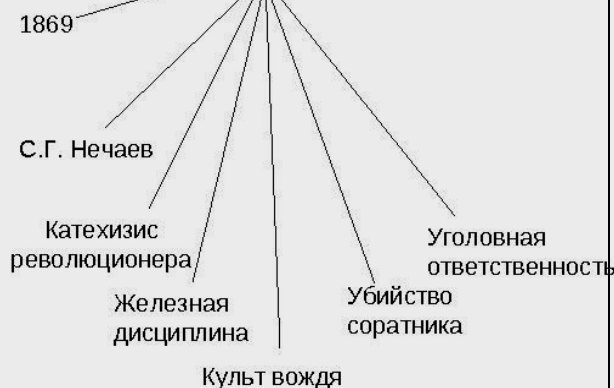 1869
С.Г. Нечаев
Катехизис
революционера
Уголовная
ответственность
Железная
дисциплина
Убийство
соратника
Культ вождя